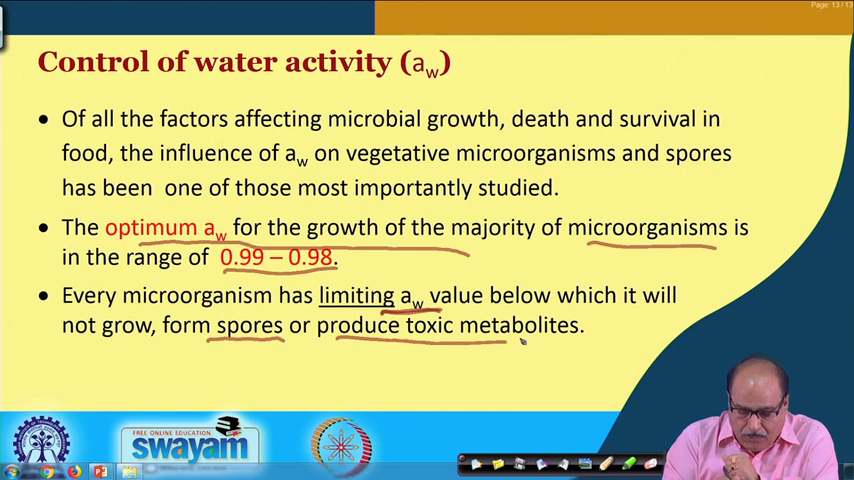 Page: 13 / 13
Control of water activity (aw)
• Of all the factors affecting microbial growth, death and survival in
food, the influence of aw on vegetative microorganisms and spores
has been one of those most importantly studied.
• The optimum aw for the growth of the majority of microorganisms is
in the range of 0.99 – 0.98.
• Every microorganism has limiting aw value below which it will
not grow, form spores or produce toxic metabolites.
FREE ONLINE EDUCATION
swayam